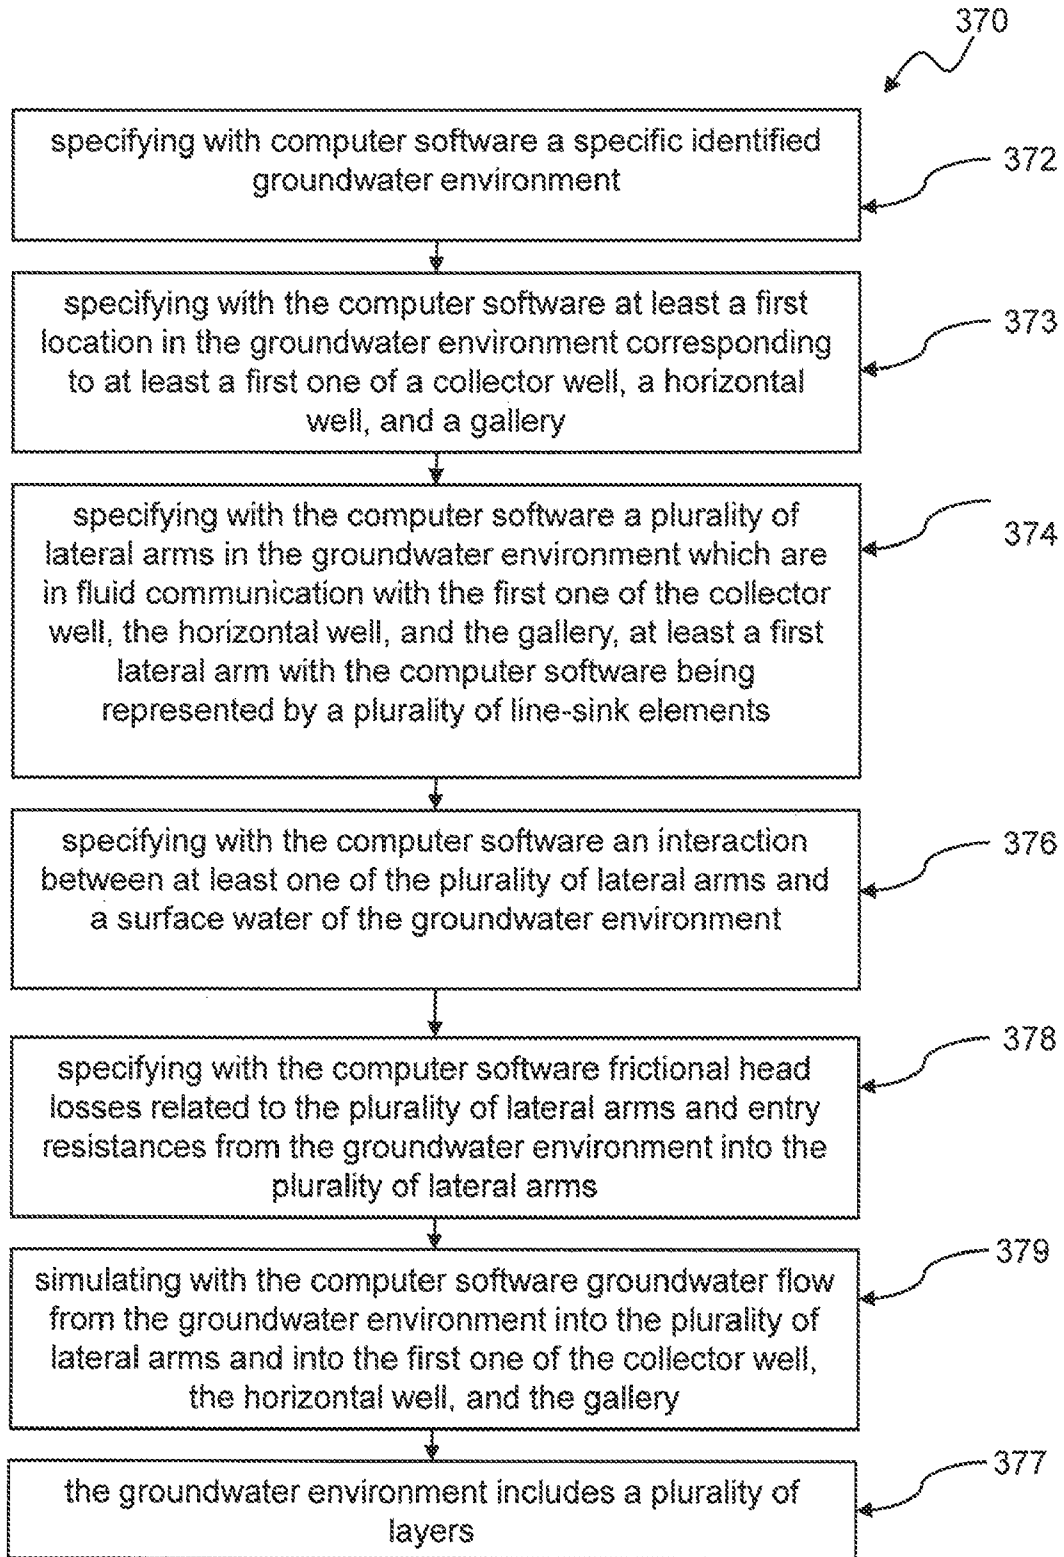 370
specifying with computer software a specific identified
groundwater environment
372
specifying with the computer software at least a first
location in the groundwater environment corresponding
to at least a first one of a collector well, a horizontal
well, and a gallery
373
specifying with the computer software a plurality of
lateral arms in the groundwater environment which are
in fluid communication with the first one of the collector
well, the horizontal well, and the gallery, at least a first
lateral arm with the computer software being
represented by a plurality of line-sink elements
374
specifying with the computer software an interaction
between at least one of the plurality of lateral arms and
a surface water of the groundwater environment
376
specifying with the computer software frictional head
losses related to the plurality of lateral arms and entry
resistances from the groundwater environment into the
plurality of lateral arms
378
simulating with the computer software groundwater flow
from the groundwater environment into the plurality of
lateral arms and into the first one of the collector well,
the horizontal well, and the gallery
379
the groundwater environment includes a plurality of
layers
377